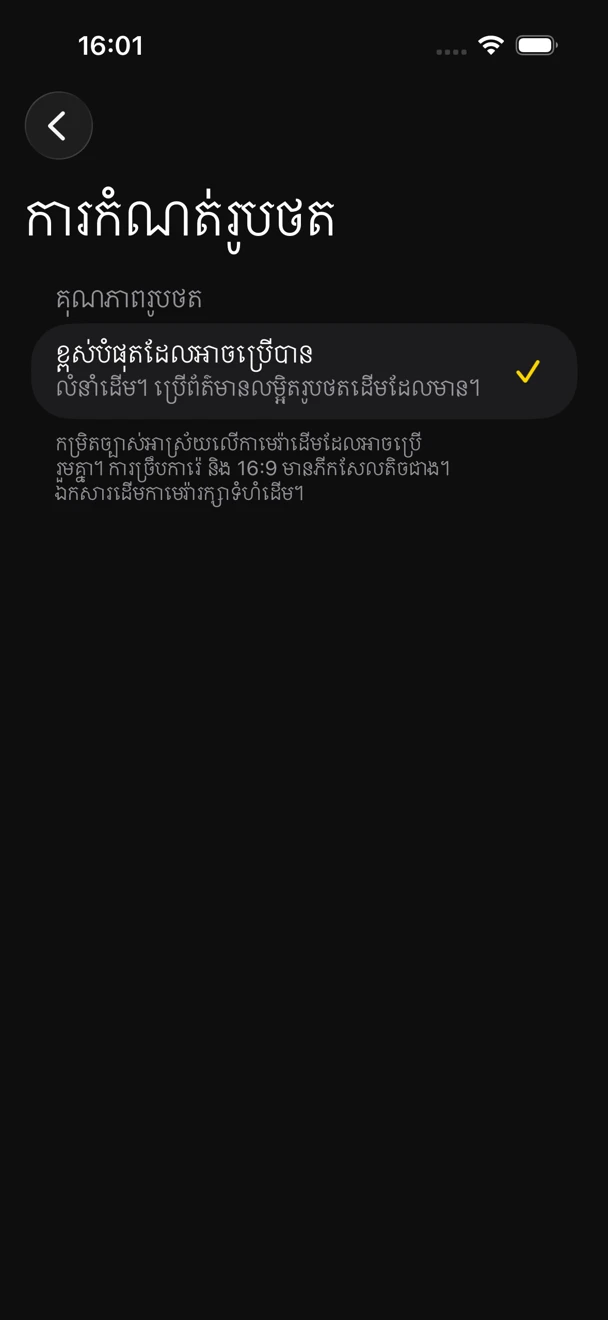 16:01
ការកំណត់រូបថត
គុណភាពរូបថត
ខ្ពស់បំផុតដែលអាចប្រើបាន
លំនាំដើម។ ប្រើព័ត៌មានលម្អិតរូបថតដើមដែលមាន។
កម្រិតច្បាស់អាស្រ័យលើកាមេរ៉ាដើមដែលអាចប្រើ
រួមគ្នា។ ការច្រឹបការ៉េ និង 16:9 មានភីកសែលតិចជាង។
ឯកសារដើមកាមេរ៉ារក្សាទំហំដើម។